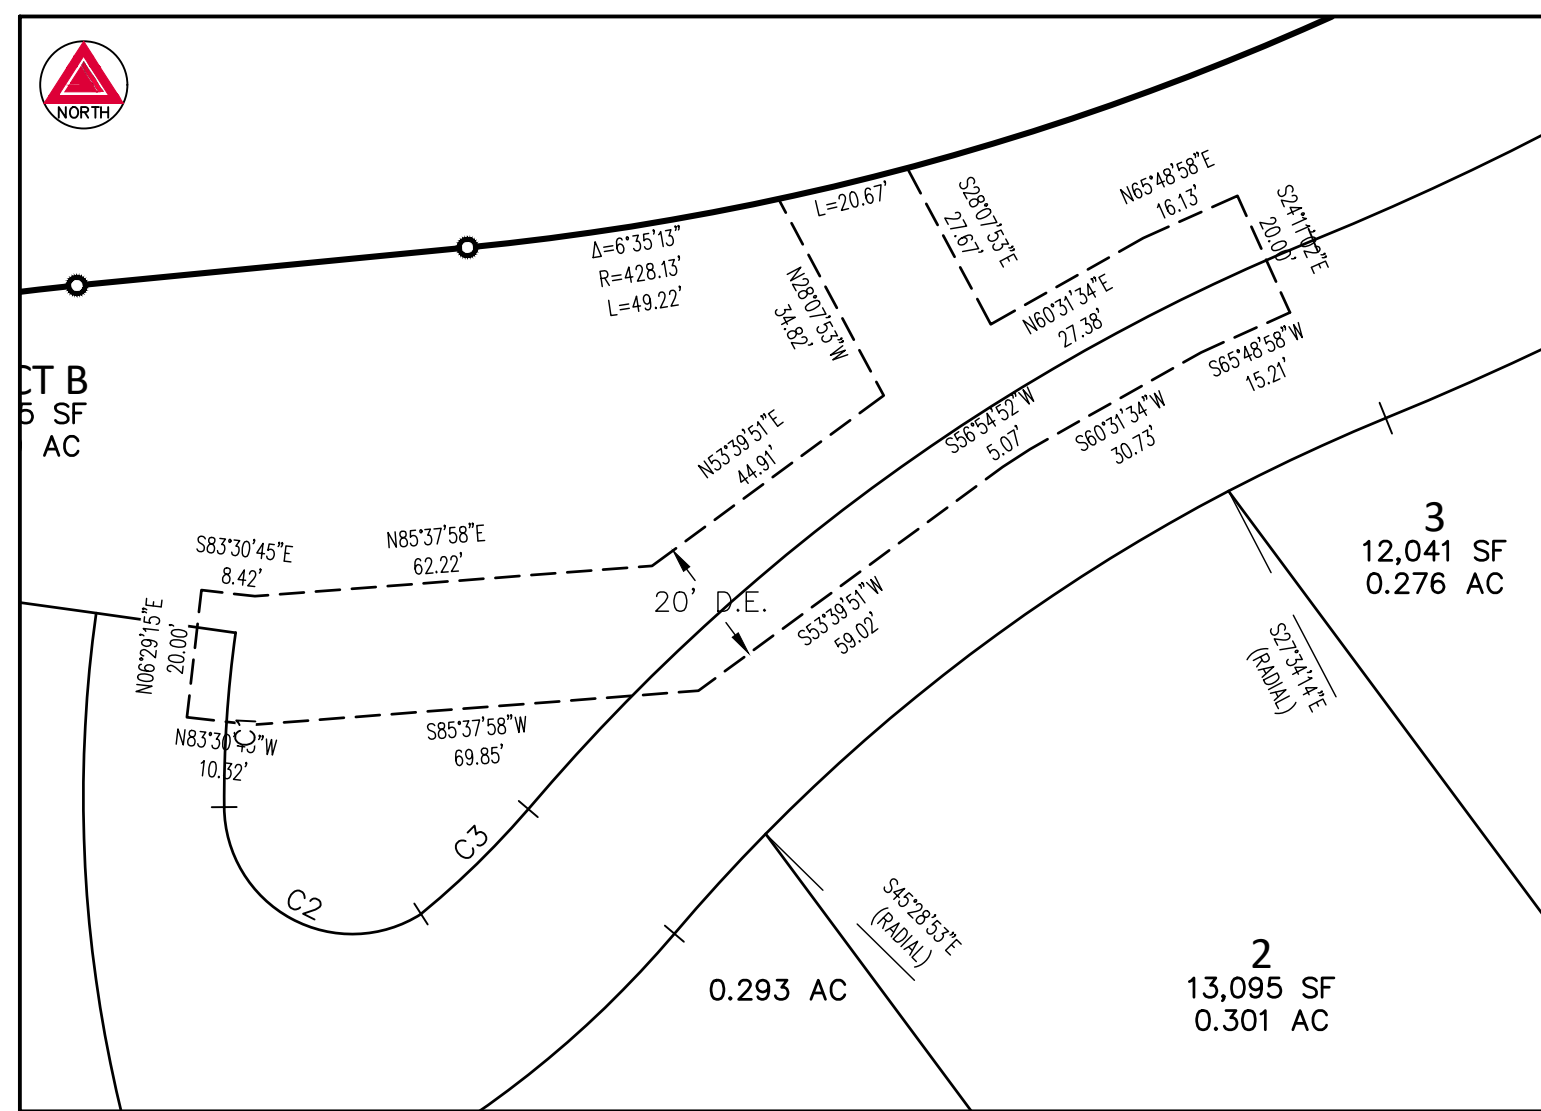 NORTH
N65°48'58"E
16.13'
S24°11'02"E
20.00'
L=20.67'
S28°07'53"E
27.67'
Δ=6°35'13"
R=428.13'
L=49.22'
N28°07'53"W
34.82'
N60°31'34"E
27.38'
S65°48'58"W
15.21'
CT B
5 SF
AC
N53°39'51"E
44.91'
S56°54'52"W
5.07'
S60°31'34"W
30.73'
S83°30'45"E
8.42'
N85°37'58"E
62.22'
3
12,041 SF
0.276 AC
20' D.E.
N06°29'15"E
20.00'
S53°39'51"W
59.02'
S27°34'14"E
(RADIAL)
C1
N83°30'45"W
10.32'
S85°37'58"W
69.85'
C3
C2
S45°28'53"E
(RADIAL)
0.293 AC
2
13,095 SF
0.301 AC